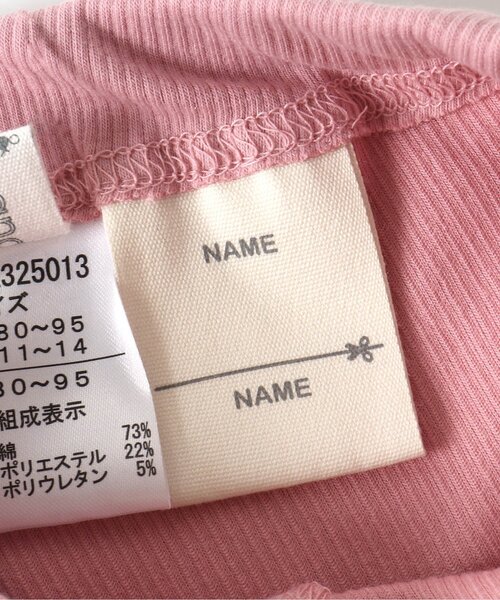 325013
イズ
80～95
11～14
80～95
組成表示
綿 73%
ポリエステル 22%
ポリウレタン 5%
NAME
NAME